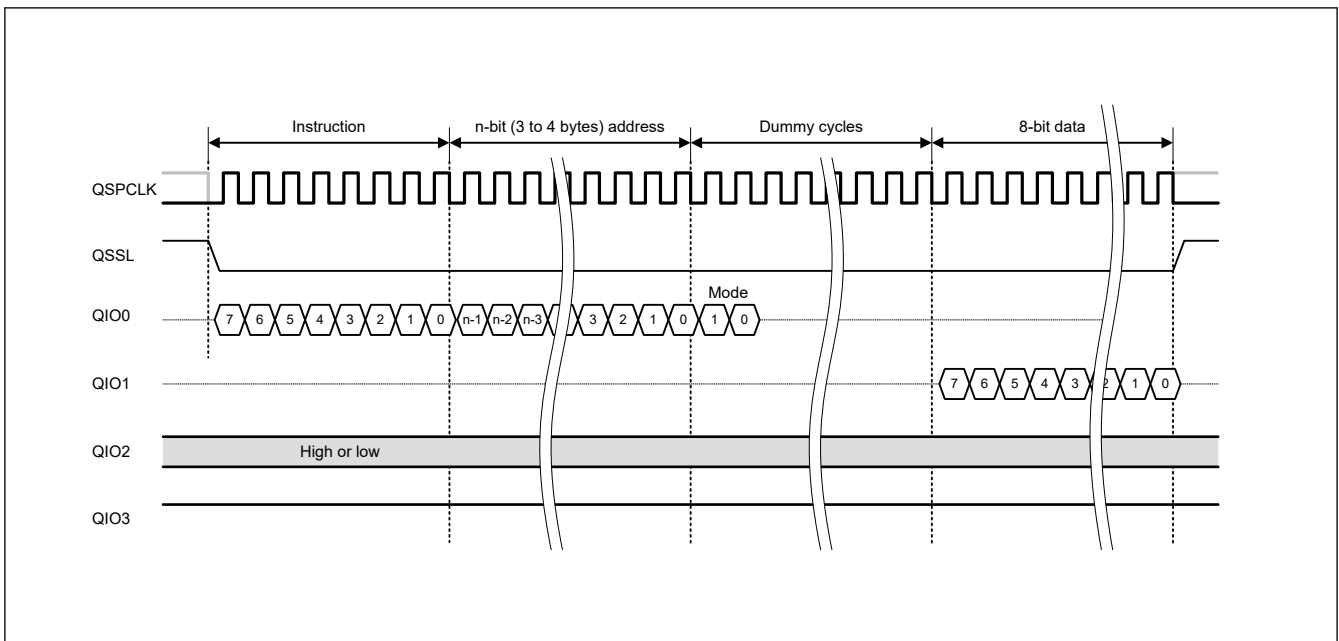 Instruction n-bit (3 to 4 bytes) address Dummy cycles 8-bit data
QSPCLK
QSSL
Mode
QIO0 7 6 5 4 3 2 1 0 n-1 n-2 n-3 3 2 1 0 1 0
QIO1 7 6 5 4 3 2 1 0
QIO2 High or low
QIO3